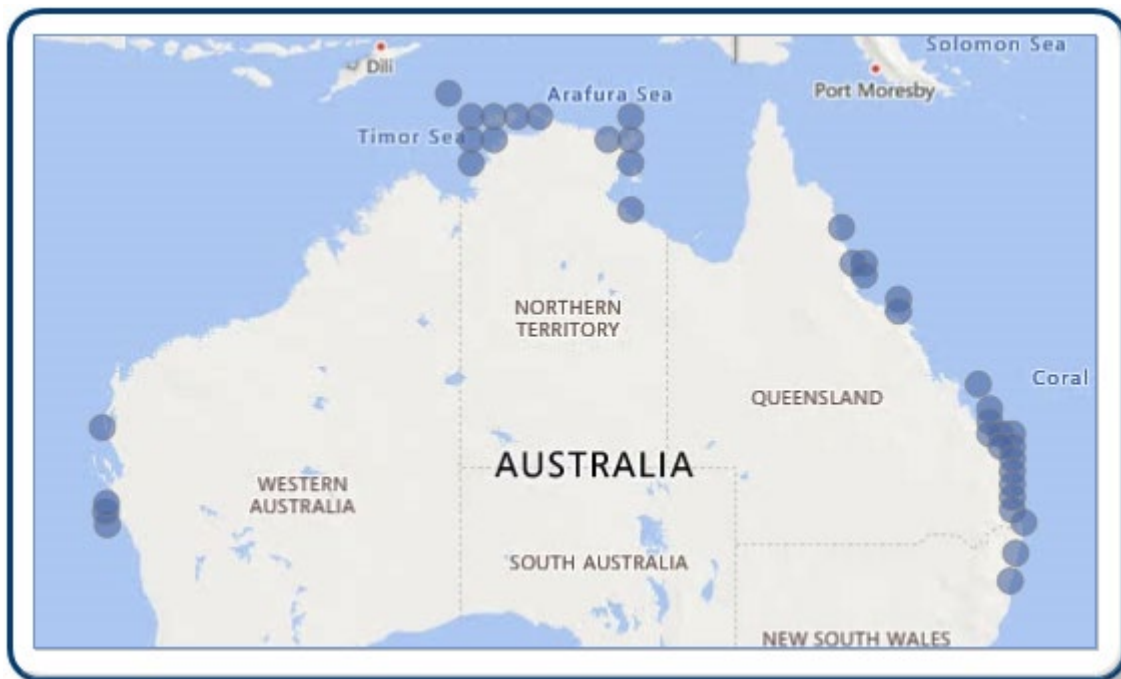 Solomon Sea
Dili
Port Moresby
Arafura Sea
Timor Sea
NORTHERN
TERRITORY
Coral
QUEENSLAND
AUSTRALIA
WESTERN
AUSTRALIA
SOUTH AUSTRALIA
NEW SOUTH WALES